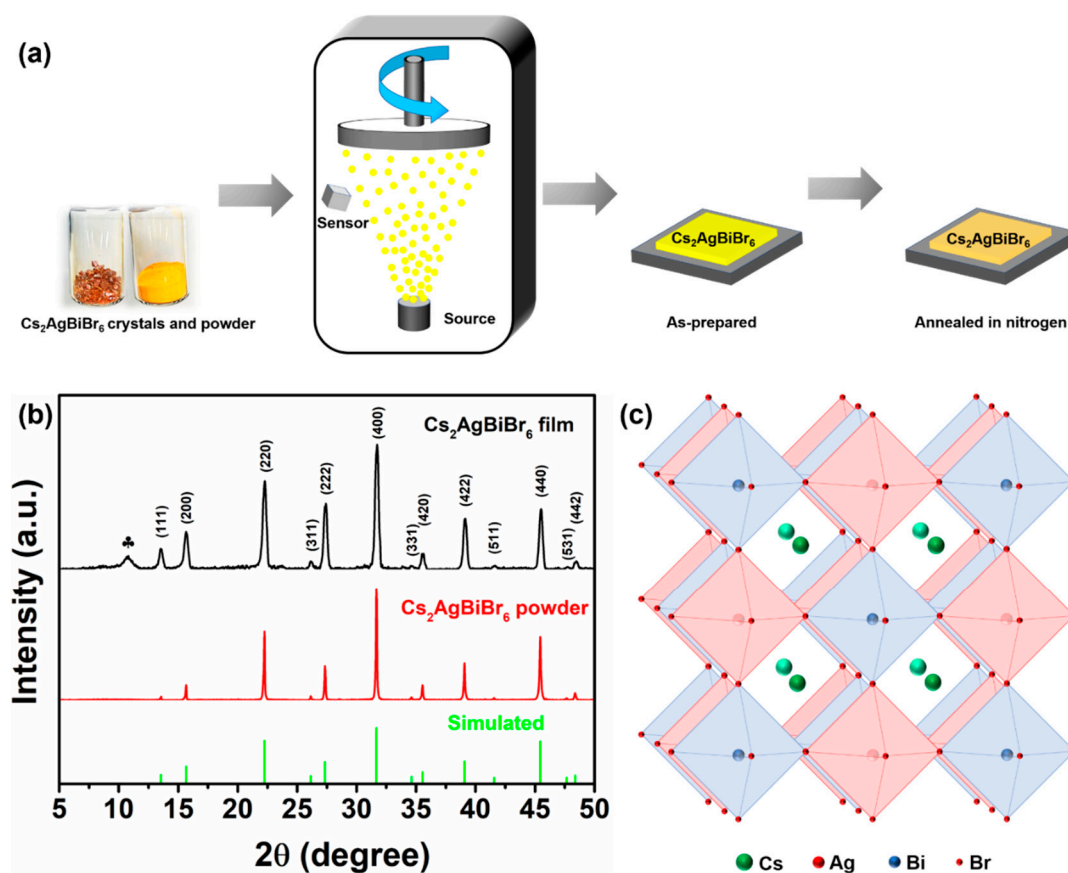 (a)
Sensor
Source
Cs₂AgBiBr₆ crystals and powder
Cs₂AgBiBr₆
As-prepared
Cs₂AgBiBr₆
Annealed in nitrogen
(b)
Intensity (a.u.)
Cs₂AgBiBr₆ film
♣
(111)
(200)
(220)
(311)
(222)
(400)
(331)
(420)
(422)
(511)
(440)
(531)
(442)
Cs₂AgBiBr₆ powder
Simulated
5 10 15 20 25 30 35 40 45 50
2θ (degree)
(c)
Cs Ag Bi Br